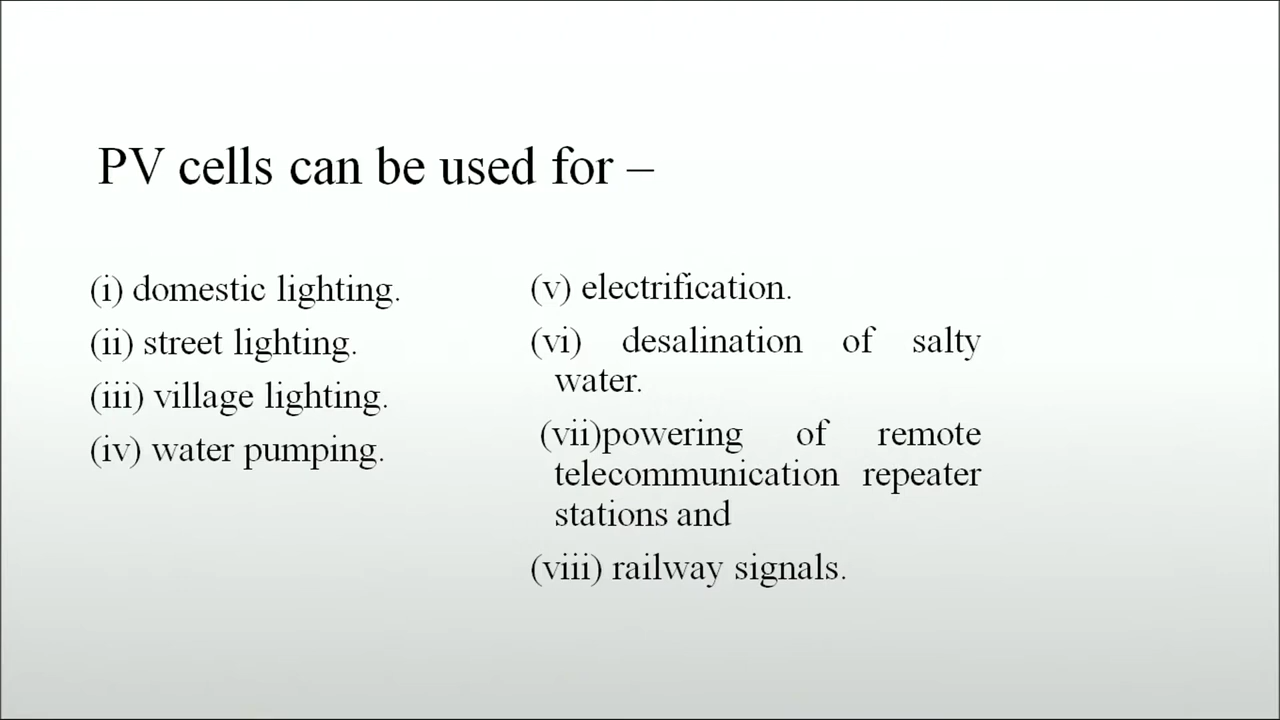 PV cells can be used for –
(i) domestic lighting.
(ii) street lighting.
(iii) village lighting.
(iv) water pumping.
(v) electrification.
(vi) desalination of salty
water.
(vii)powering of remote
telecommunication repeater
stations and
(viii) railway signals.